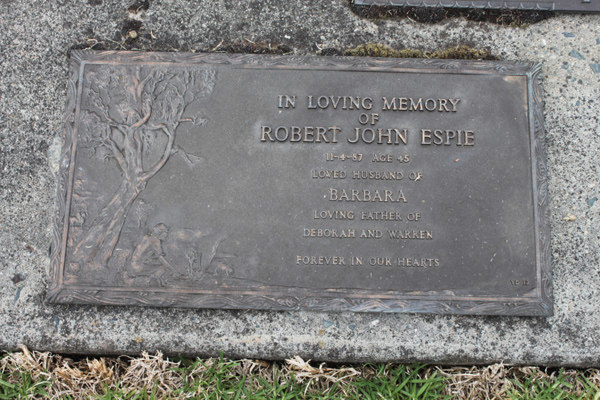 IN LOVING MEMORY
OF
ROBERT JOHN ESPIE
11-4-87 AGE 45
LOVED HUSBAND OF
BARBARA
LOVING FATHER OF
DEBORAH AND WARREN
FOREVER IN OUR HEARTS